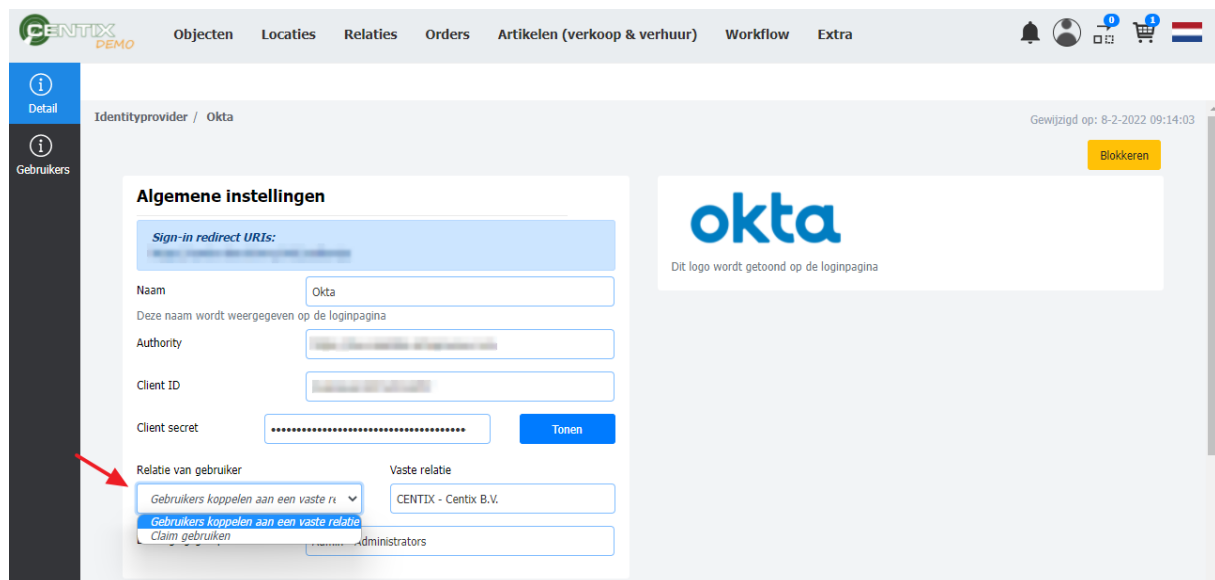 CENTIX
DEMO
Objecten Locaties Relaties Orders Artikelen (verkoop & verhuur) Workflow Extra
0
1
Detail
Gebruikers
Identityprovider / Okta
Gewijzigd op: 8-2-2022 09:14:03
Blokkeren
Algemene instellingen
Sign-in redirect URIs:
okta
Dit logo wordt getoond op de loginpagina
Naam
Okta
Deze naam wordt weergegeven op de loginpagina
Authority
Client ID
Client secret
Tonen
Relatie van gebruiker
Vaste relatie
Gebruikers koppelen aan een vaste
CENTIX - Centix B.V.
Gebruikers koppelen aan een vaste relatie
Claim gebruiken
Administrators